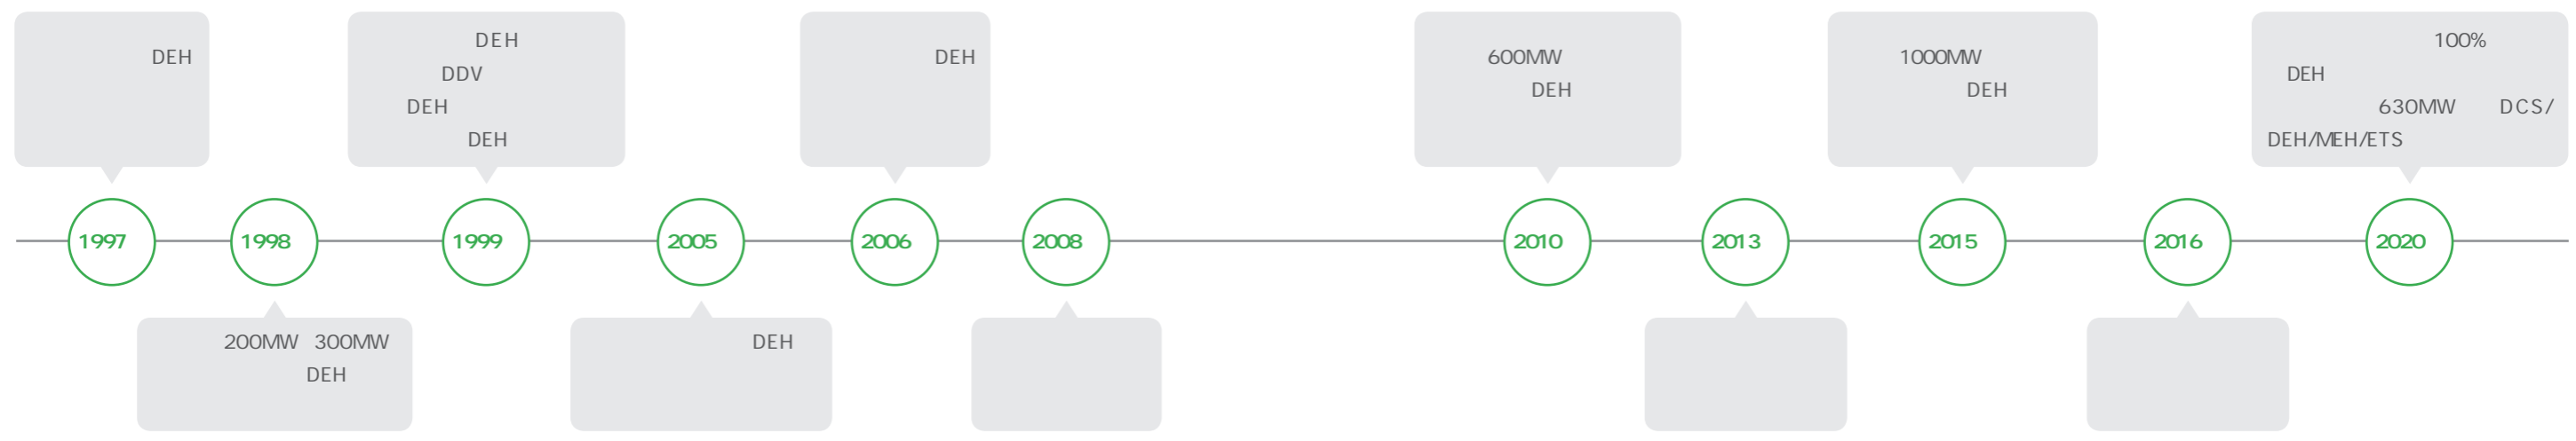 DEH
DEH
DDV
DEH
DEH
DEH
600MW
DEH
1000MW
DEH
100%
DEH
630MW DCS/
DEH/MEH/ETS
1997
1998
1999
2005
2006
2008
2010
2013
2015
2016
2020
200MW 300MW
DEH
DEH